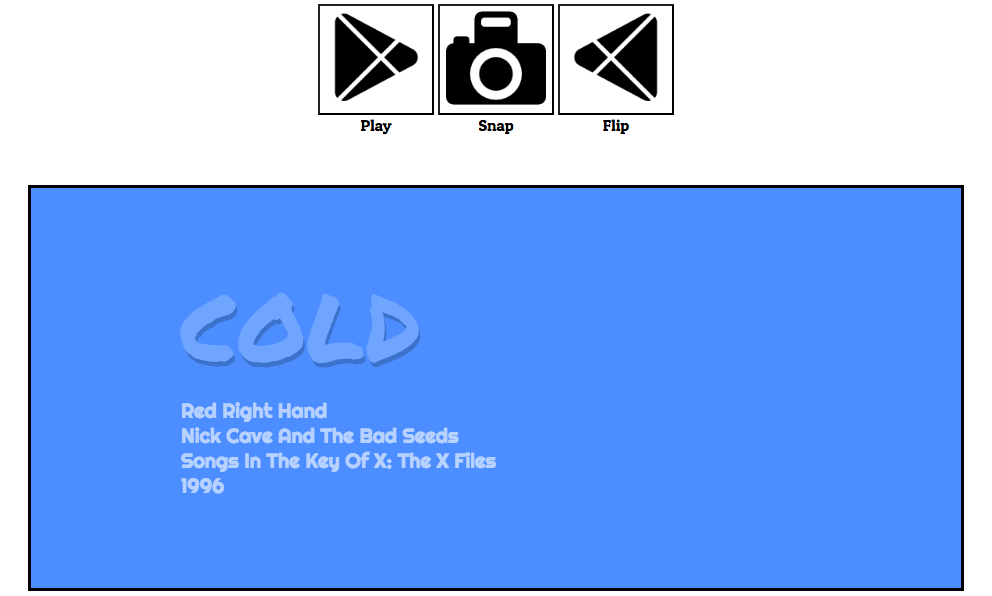 Play Snap Flip
COLD
Red Right Hand
Nick Cave And The Bad Seeds
Songs In The Key Of X: The X Files
1996